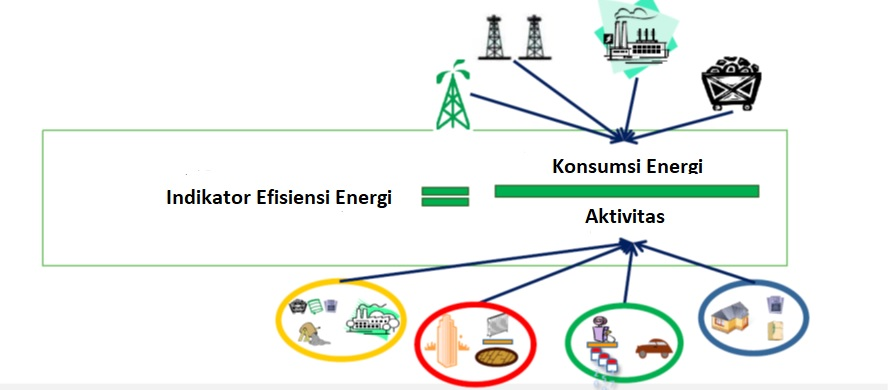 Konsumsi Energi
Indikator Efisiensi Energi
Aktivitas